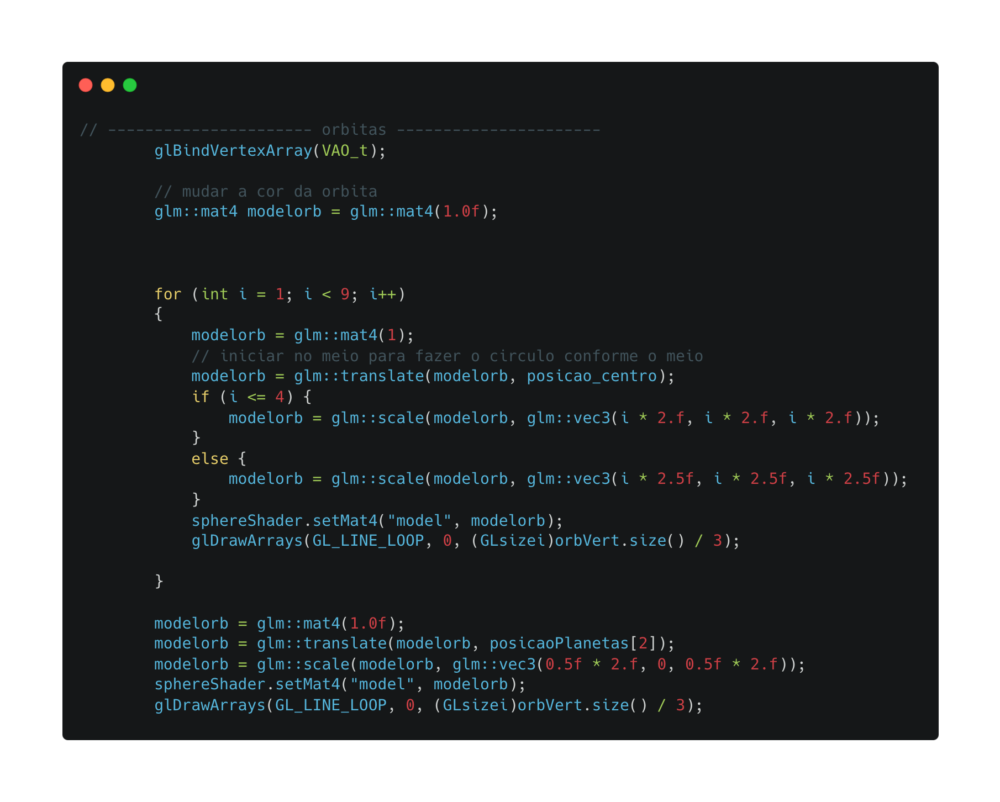 // ---------------------- orbitas ----------------------
        glBindVertexArray(VAO_t);

        // mudar a cor da orbita
        glm::mat4 modelorb = glm::mat4(1.0f);

        for (int i = 1; i < 9; i++)
        {
            modelorb = glm::mat4(1);
            // iniciar no meio para fazer o circulo conforme o meio
            modelorb = glm::translate(modelorb, posicao_centro);
            if (i <= 4) {
                modelorb = glm::scale(modelorb, glm::vec3(i * 2.f, i * 2.f, i * 2.f));
            }
            else {
                modelorb = glm::scale(modelorb, glm::vec3(i * 2.5f, i * 2.5f, i * 2.5f));
            }
            sphereShader.setMat4("model", modelorb);
            glDrawArrays(GL_LINE_LOOP, 0, (GLsizei)orbVert.size() / 3);

        }

        modelorb = glm::mat4(1.0f);
        modelorb = glm::translate(modelorb, posicaoPlanetas[2]);
        modelorb = glm::scale(modelorb, glm::vec3(0.5f * 2.f, 0, 0.5f * 2.f));
        sphereShader.setMat4("model", modelorb);
        glDrawArrays(GL_LINE_LOOP, 0, (GLsizei)orbVert.size() / 3);